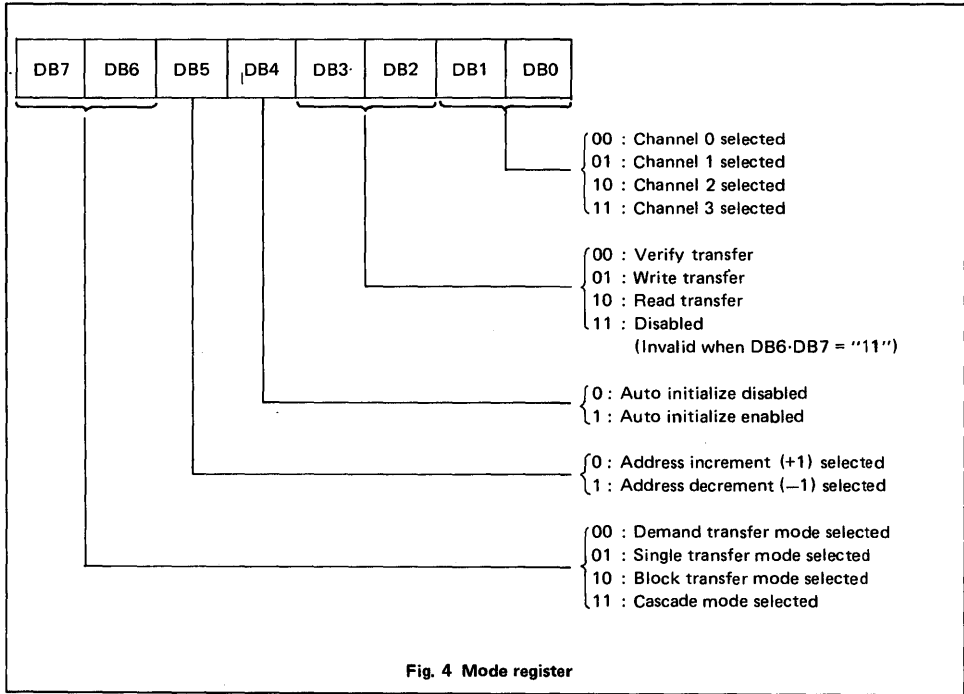 DB7 DB6 DB5 DB4 DB3 DB2 DB1 DB0
00 : Channel 0 selected
01 : Channel 1 selected
10 : Channel 2 selected
11 : Channel 3 selected
00 : Verify transfer
01 : Write transfer
10 : Read transfer
11 : Disabled
(Invalid when DB6·DB7 = "11")
0 : Auto initialize disabled
1 : Auto initialize enabled
0 : Address increment (+1) selected
1 : Address decrement (—1) selected
00 : Demand transfer mode selected
01 : Single transfer mode selected
10 : Block transfer mode selected
11 : Cascade mode selected
Fig. 4 Mode register